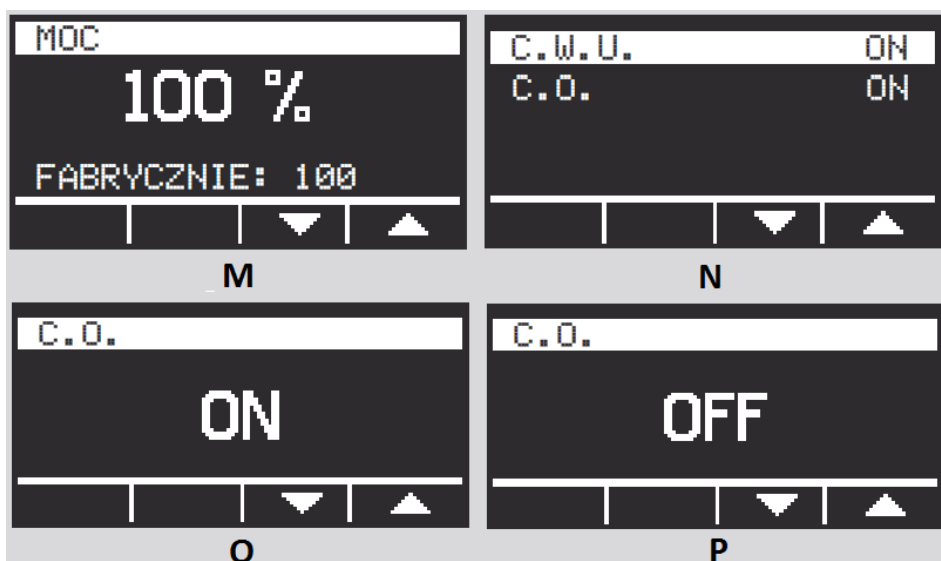 MOC
100 %
FABRYCZNIE: 100
M
C.W.U. ON
C.O. ON
N
C.O.
ON
O
C.O.
OFF
P